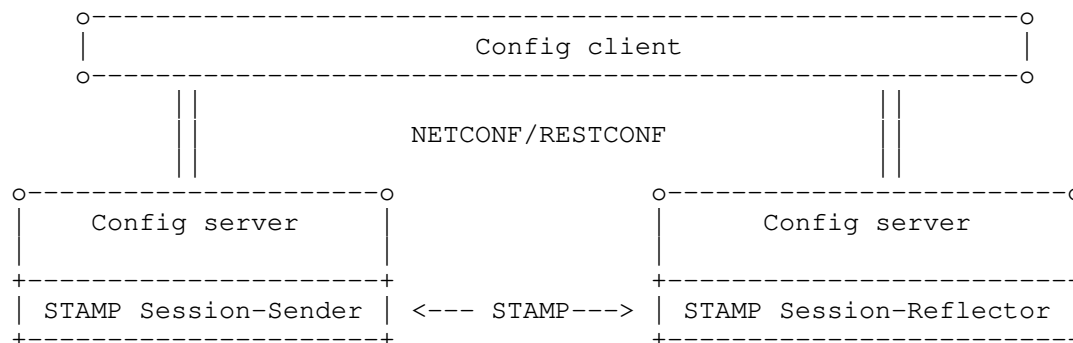 Config client
NETCONF/RESTCONF
Config server Config server
STAMP Session-Sender <--- STAMP---> STAMP Session-Reflector